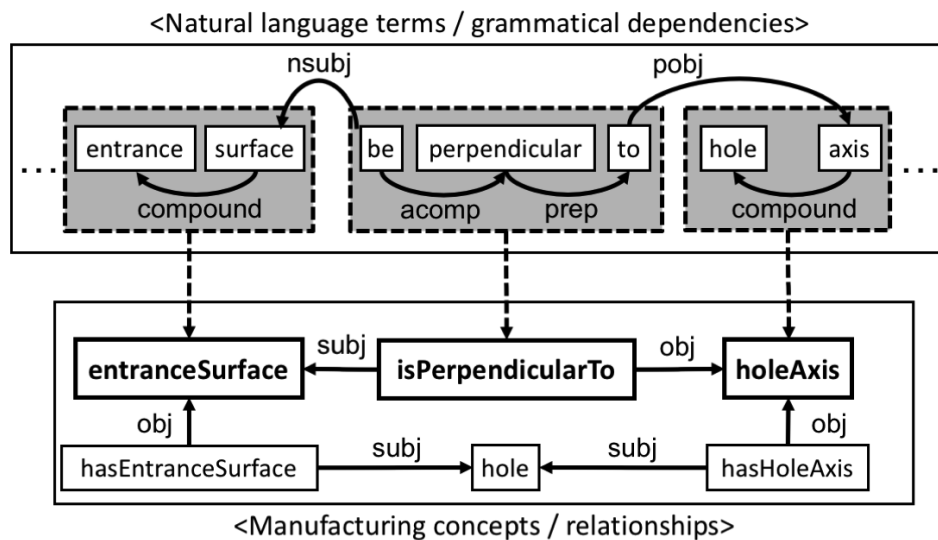 <Natural language terms / grammatical dependencies>
nsubj pobj
... entrance surface be perpendicular to hole axis ...
compound acomp prep compound
entranceSurface subj isPerpendicularTo obj holeAxis
obj obj
hasEntranceSurface subj hole subj hasHoleAxis
<Manufacturing concepts / relationships>